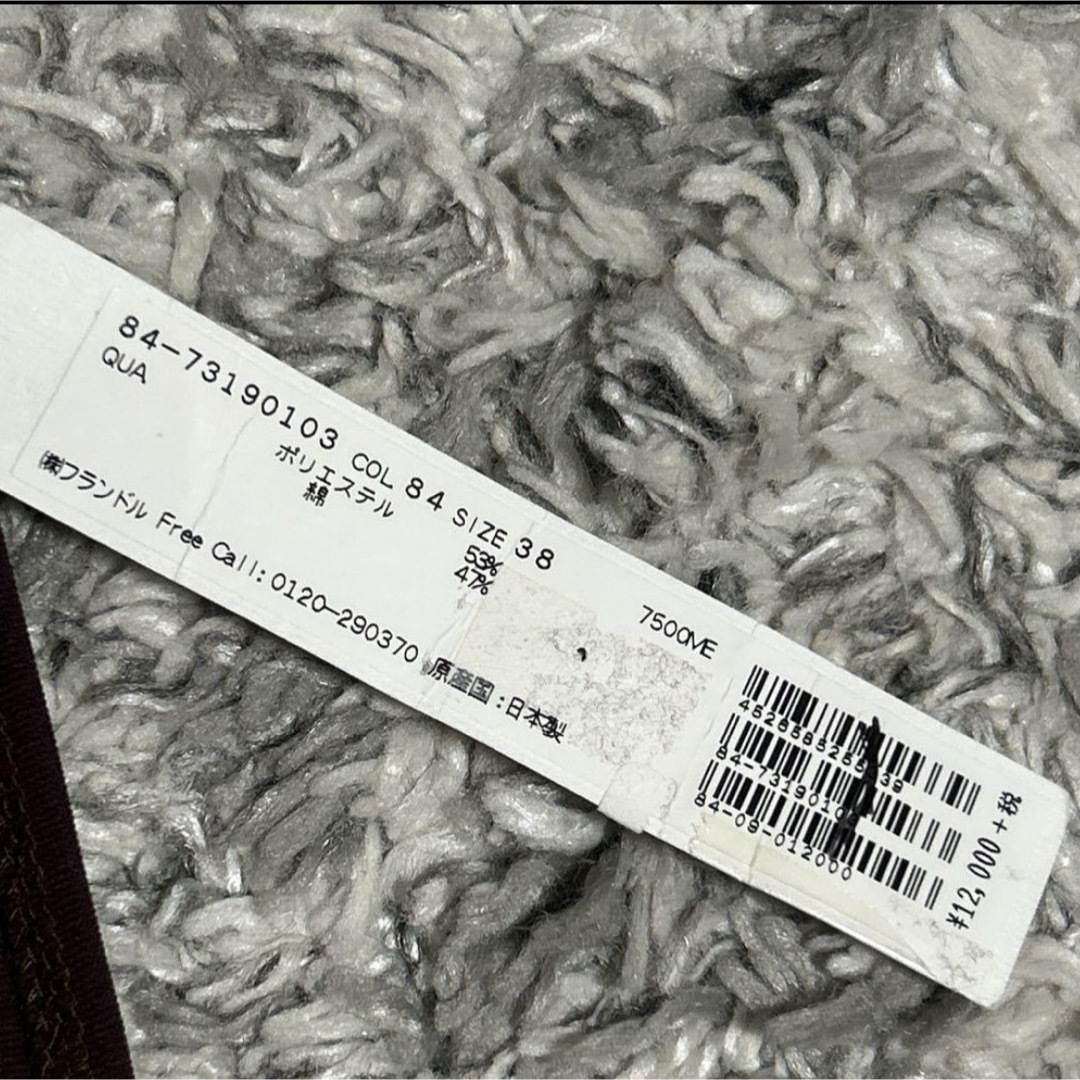 84-73190103 COL 84 SIZE 38
QUA
ポリエステル 53%
綿 47%
7500ME
㈱フランドル Free Call:0120-290370 原産国:日本製
84-7319010
84-09-012000
¥12,000+税